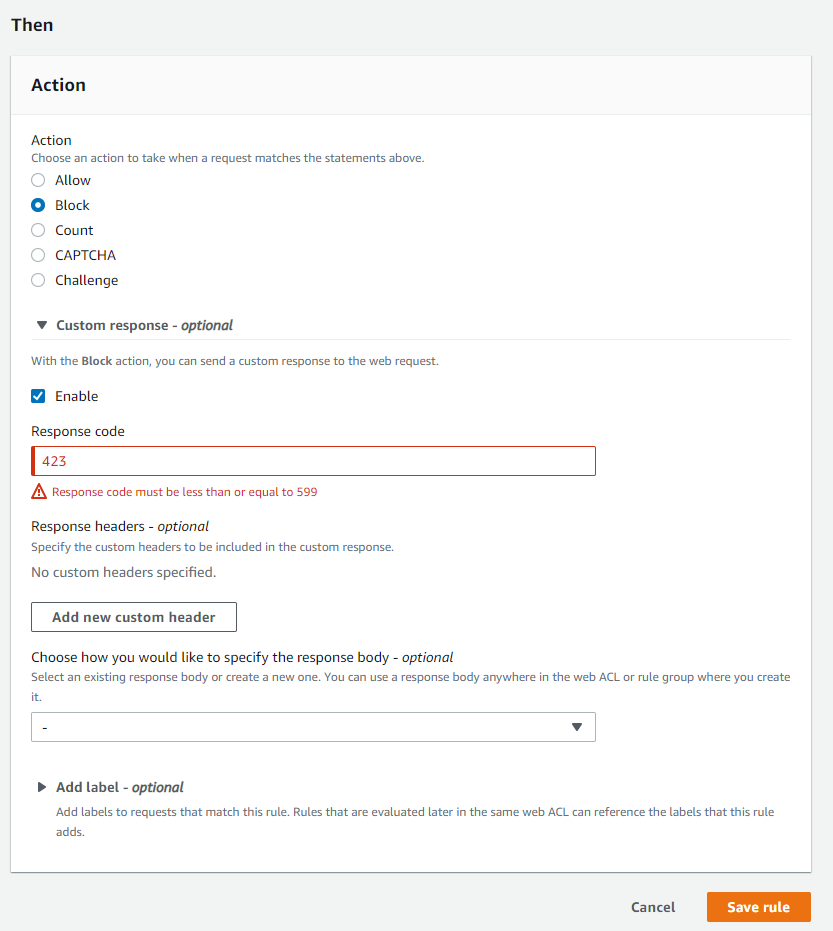 Then
Action
Action
Choose an action to take when a request matches the statements above.
Allow
Block
Count
CAPTCHA
Challenge
Custom response - optional
With the Block action, you can send a custom response to the web request.
Enable
Response code
423
Response code must be less than or equal to 599
Response headers - optional
Specify the custom headers to be included in the custom response.
No custom headers specified.
Add new custom header
Choose how you would like to specify the response body - optional
Select an existing response body or create a new one. You can use a response body anywhere in the web ACL or rule group where you create
it.
-
Add label - optional
Add labels to requests that match this rule. Rules that are evaluated later in the same web ACL can reference the labels that this rule
adds.
Cancel
Save rule